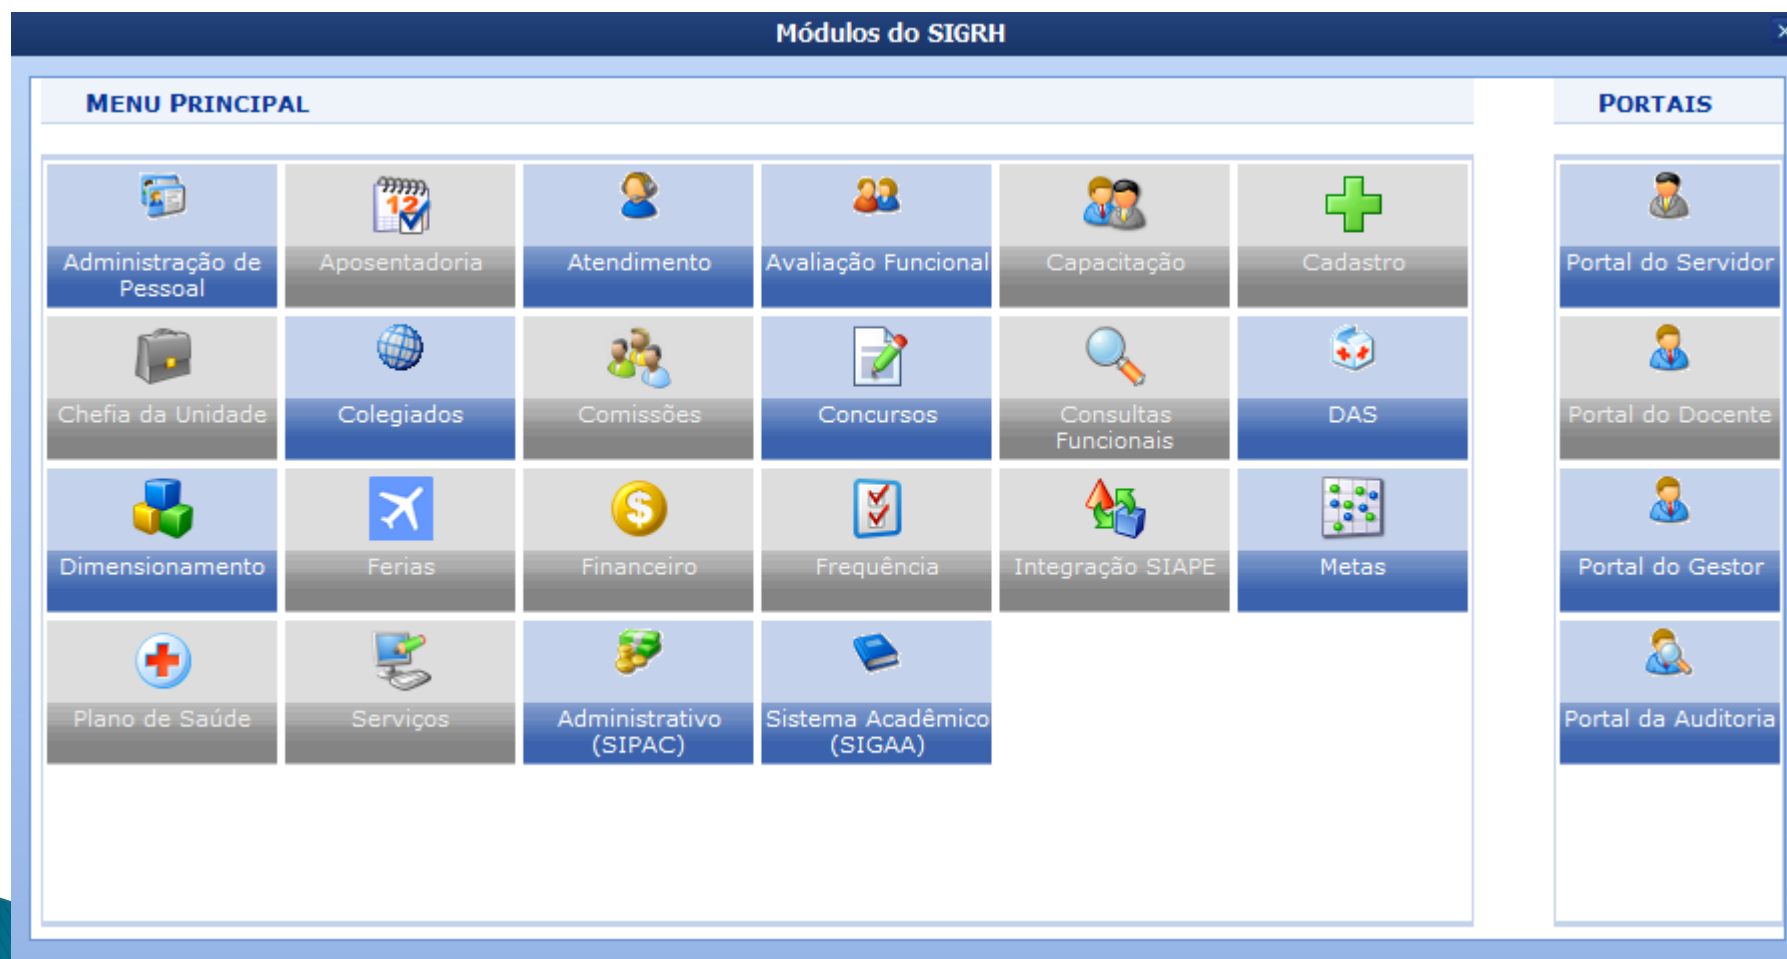 Módulos do SIGRH
MENU PRINCIPAL
PORTAIS
12
Administração de
Pessoal
Aposentadoria
Atendimento
Avaliação Funcional
Capacitação
Cadastro
Portal do Servidor
Chefia da Unidade
Colegiados
Comissões
Concursos
Consultas
Funcionais
DAS
Portal do Docente
$
Dimensionamento
Ferias
Financeiro
Frequência
Integração SIAPE
Metas
Portal do Gestor
Plano de Saúde
Serviços
Administrativo
(SIPAC)
Sistema Acadêmico
(SIGAA)
Portal da Auditoria